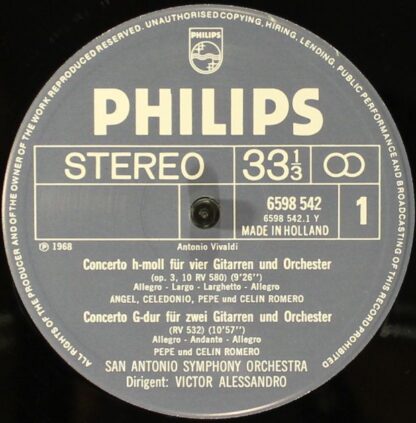 ALL RIGHTS OF THE PRODUCER AND OF THE OWNER OF THE WORK REPRODUCED RESERVED. UNAUTHORISED COPYING, HIRING, LENDING, PUBLIC PERFORMANCE AND BROADCASTING OF THIS RECORD PROHIBITED
PHILIPS
PHILIPS
STEREO 33⅓
6598 542
6598 542.1 Y
MADE IN HOLLAND
1
℗ 1968
Antonio Vivaldi
Concerto h-moll für vier Gitarren und Orchester
(op. 3, 10 RV 580) (9'26'')
Allegro - Largo - Larghetto - Allegro
ANGEL, CELEDONIO, PEPE und CELIN ROMERO
Concerto G-dur für zwei Gitarren und Orchester
(RV 532) (10'57'')
Allegro - Andante - Allegro
PEPE und CELIN ROMERO
SAN ANTONIO SYMPHONY ORCHESTRA
Dirigent: VICTOR ALESSANDRO